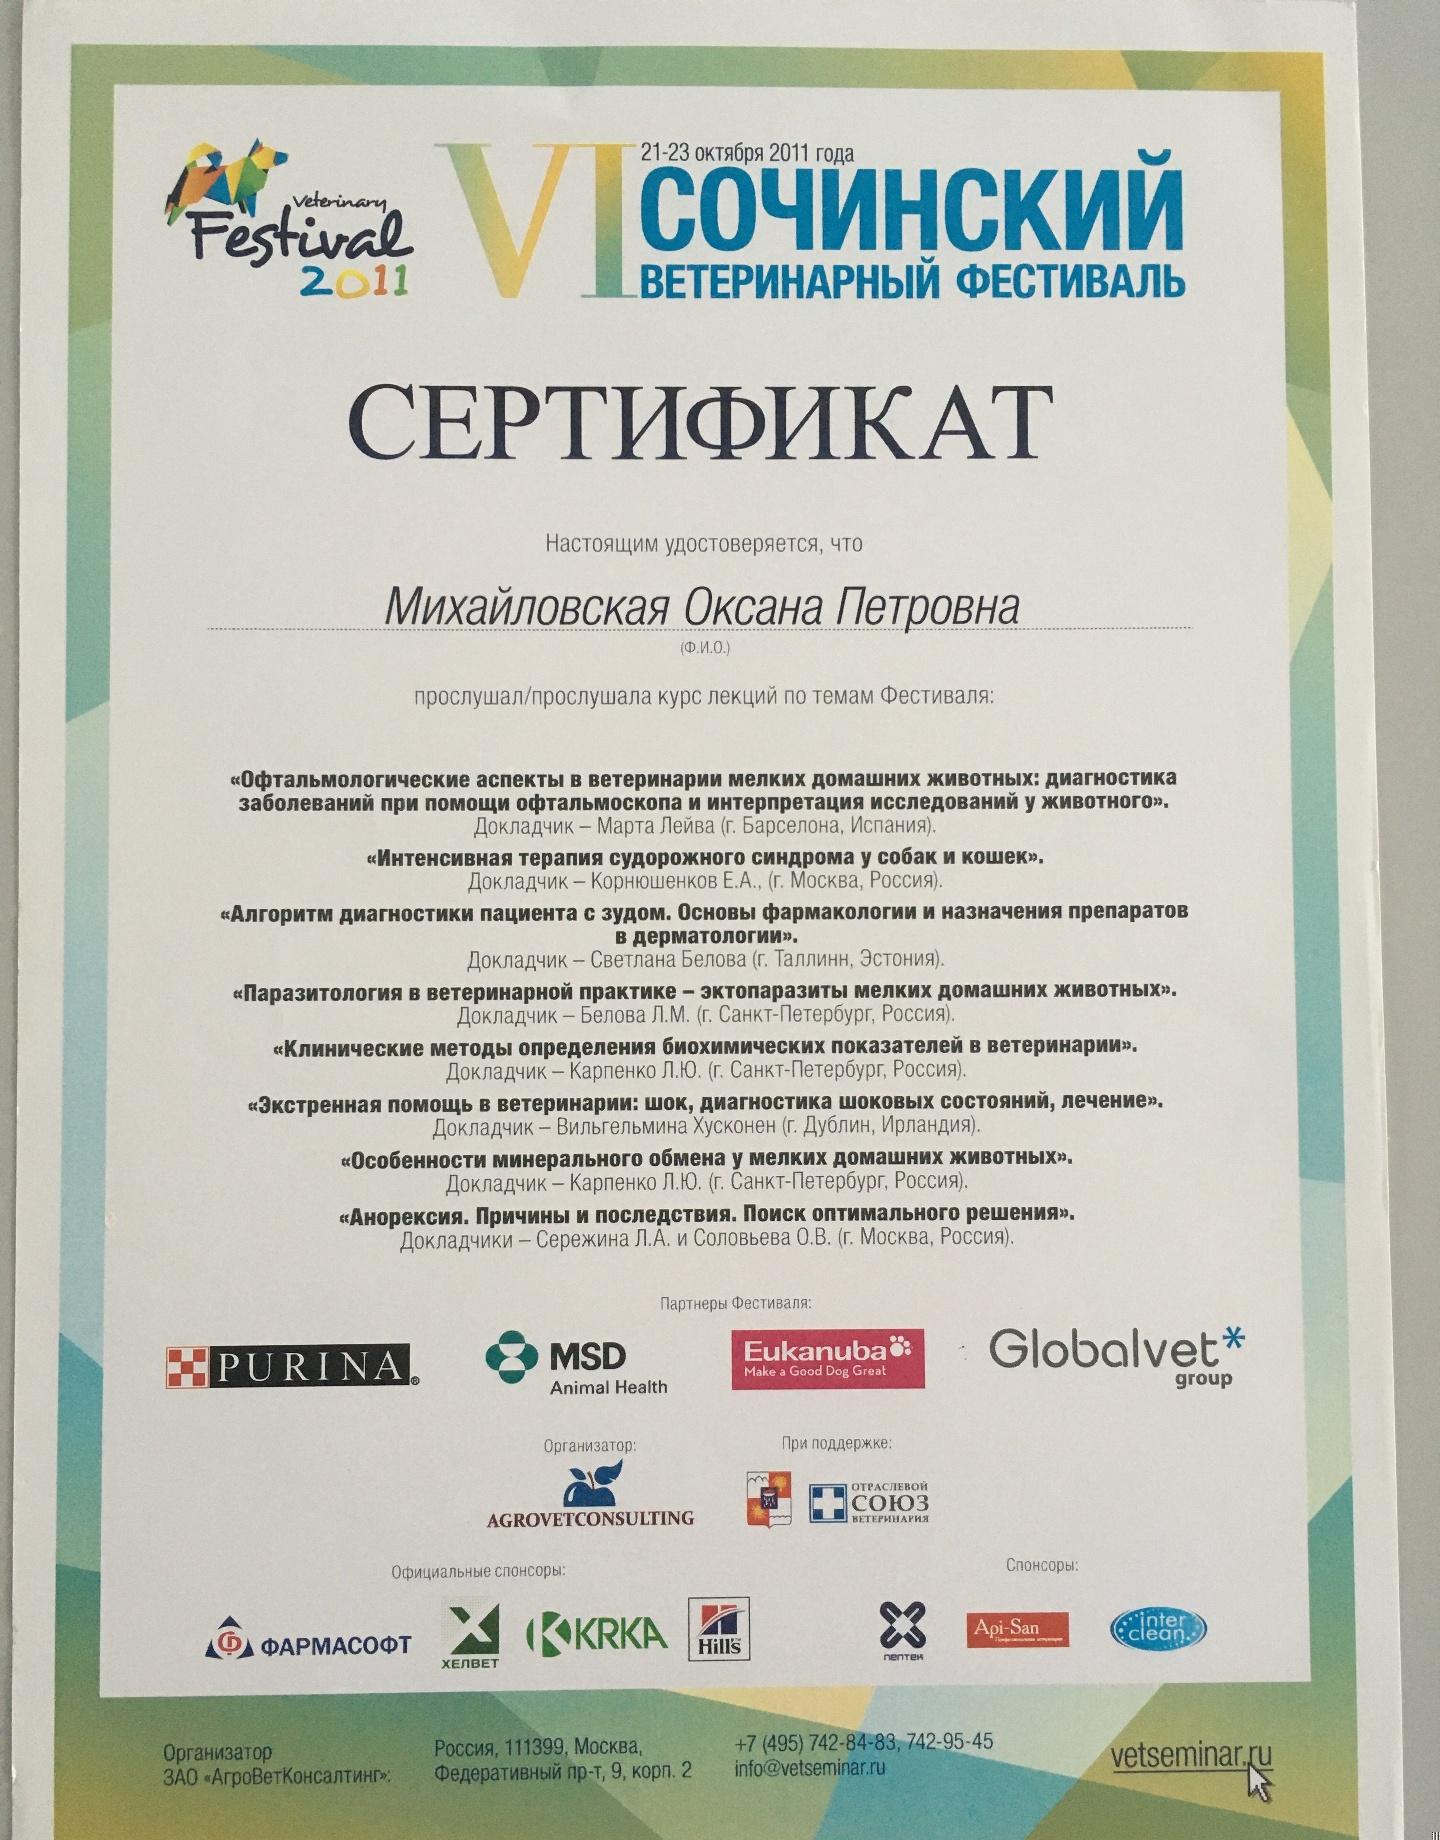 Veterinary
Festival
2011
VI
21-23 октября 2011 года
СОЧИНСКИЙ
ВЕТЕРИНАРНЫЙ ФЕСТИВАЛЬ
СЕРТИФИКАТ
Настоящим удостоверяется, что
Михайловская Оксана Петровна
(Ф.И.О.)
прослушал/прослушала курс лекций по темам Фестиваля:
«Офтальмологические аспекты в ветеринарии мелких домашних животных: диагностика
заболеваний при помощи офтальмоскопа и интерпретация исследований у животного».
Докладчик – Марта Лейва (г. Барселона, Испания).
«Интенсивная терапия судорожного синдрома у собак и кошек».
Докладчик – Корнюшенков Е.А., (г. Москва, Россия).
«Алгоритм диагностики пациента с зудом. Основы фармакологии и назначения препаратов
в дерматологии».
Докладчик – Светлана Белова (г. Таллинн, Эстония).
«Паразитология в ветеринарной практике – эктопаразиты мелких домашних животных».
Докладчик – Белова Л.М. (г. Санкт-Петербург, Россия).
«Клинические методы определения биохимических показателей в ветеринарии».
Докладчик – Карпенко Л.Ю. (г. Санкт-Петербург, Россия).
«Экстренная помощь в ветеринарии: шок, диагностика шоковых состояний, лечение».
Докладчик – Вильгельмина Хусконен (г. Дублин, Ирландия).
«Особенности минерального обмена у мелких домашних животных».
Докладчик – Карпенко Л.Ю. (г. Санкт-Петербург, Россия).
«Анорексия. Причины и последствия. Поиск оптимального решения».
Докладчики – Сережина Л.А. и Соловьева О.В. (г. Москва, Россия).
Партнеры Фестиваля:
PURINA®
MSD
Animal Health
Eukanuba
Make a Good Dog Great
Globalvet*
group
Организатор:
AGROVETCONSULTING
При поддержке:
ОТРАСЛЕВОЙ
СОЮЗ
ВЕТЕРИНАРИЯ
Официальные спонсоры:
ФАРМАСОФТ
ХЕЛВЕТ
KRKA
Hill's
Спонсоры:
пептек
Api-San
inter
clean
Организатор
ЗАО «АгроВетКонсалтинг»:
Россия, 111399, Москва,
Федеративный пр-т, 9, корп. 2
+7 (495) 742-84-83, 742-95-45
info@vetseminar.ru
vetseminar.ru